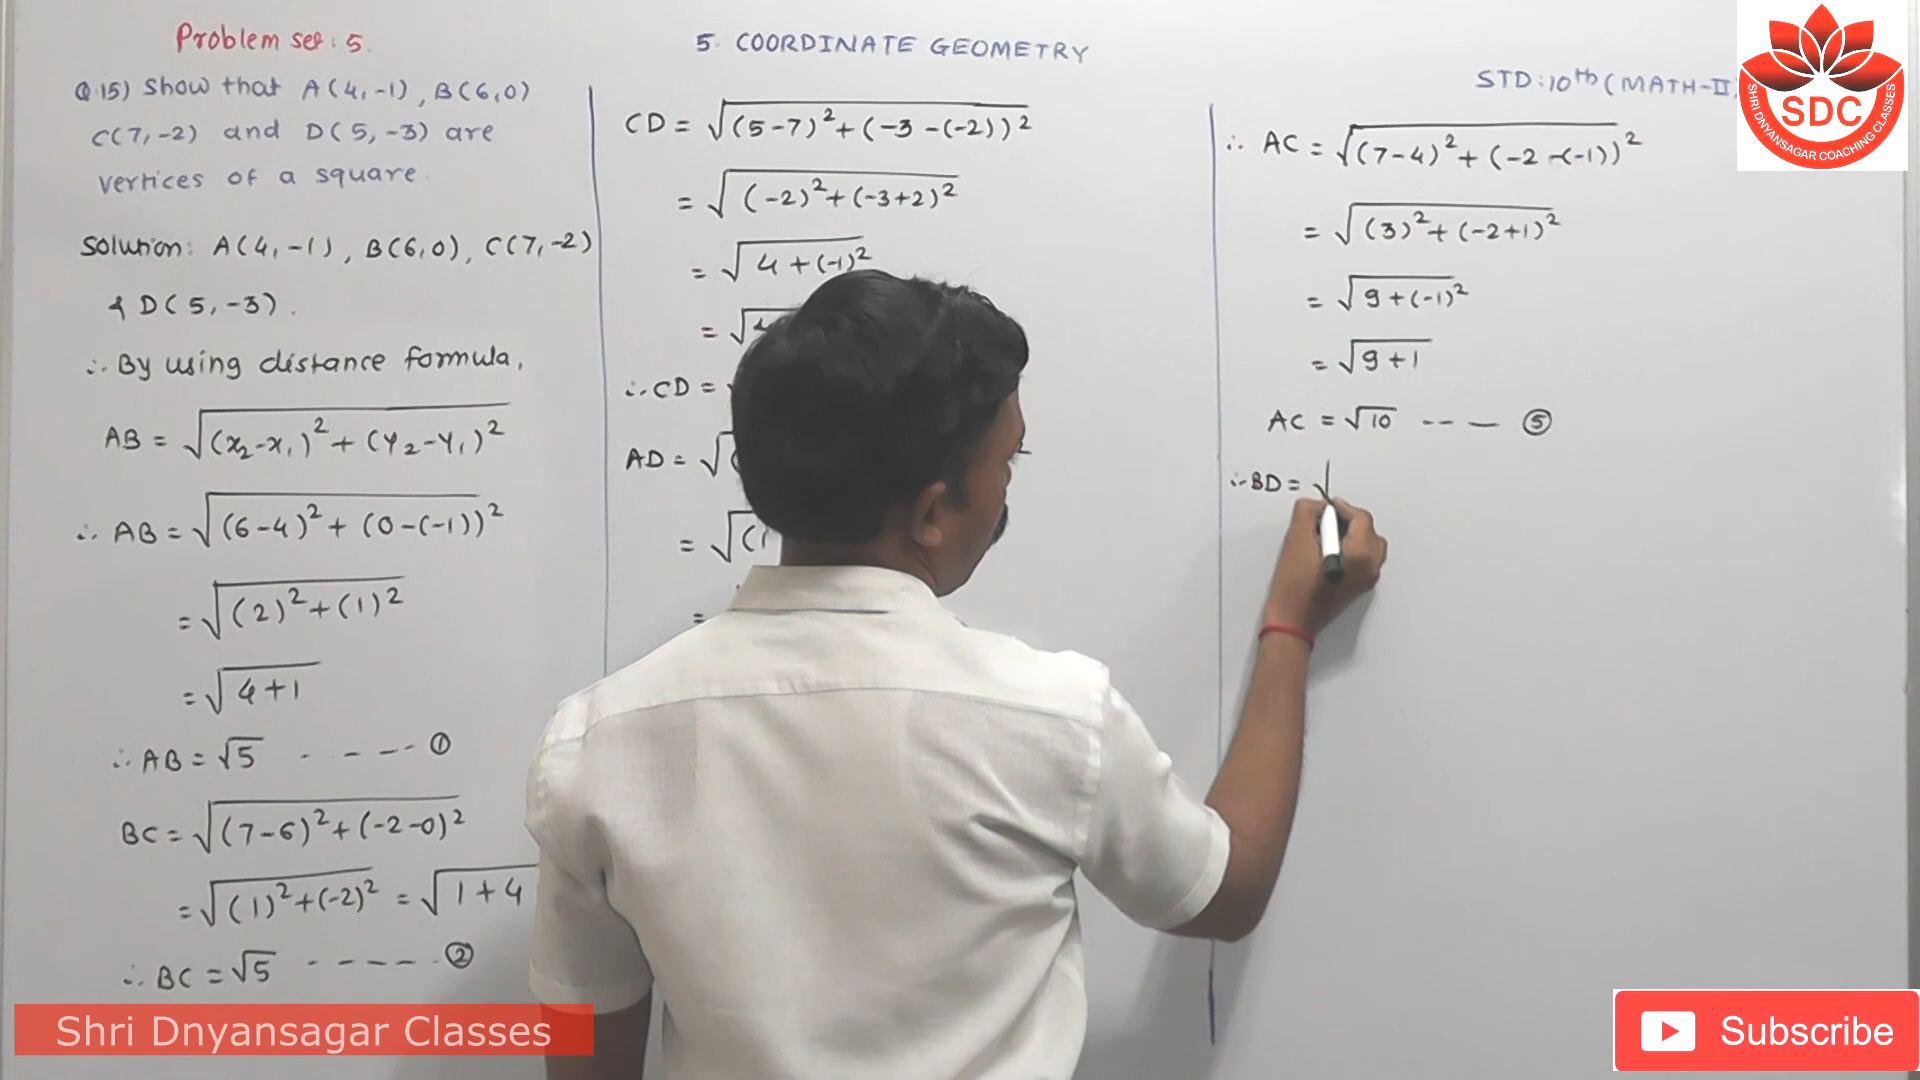 Problem set: 5.
Q.15) Show that A(4,-1), B(6,0)
C(7,-2) and D(5,-3) are
vertices of a square.
Solution: A(4,-1), B(6,0), C(7,-2)
& D(5,-3).
∴ By using distance formula,
AB = √(x₂-x₁)²+(y₂-y₁)²
∴ AB = √(6-4)²+(0-(-1))²
= √(2)²+(1)²
= √4+1
∴ AB = √5 - - - - ①
BC = √(7-6)²+(-2-0)²
= √(1)²+(-2)² = √1+4
∴ BC = √5 - - - - - ②
5. COORDINATE GEOMETRY
CD = √(5-7)²+(-3-(-2))²
= √(-2)²+(-3+2)²
= √4+(-1)²
= √4
∴ CD =
AD = √(
= √(1
=
STD: 10th (MATH-II)
∴ AC = √(7-4)²+(-2-(-1))²
= √(3)²+(-2+1)²
= √9+(-1)²
= √9+1
AC = √10 - - - ⑤
∴ BD = √
SDC
SHRI DNYANSAGAR COACHING CLASSES
Shri Dnyansagar Classes
Subscribe